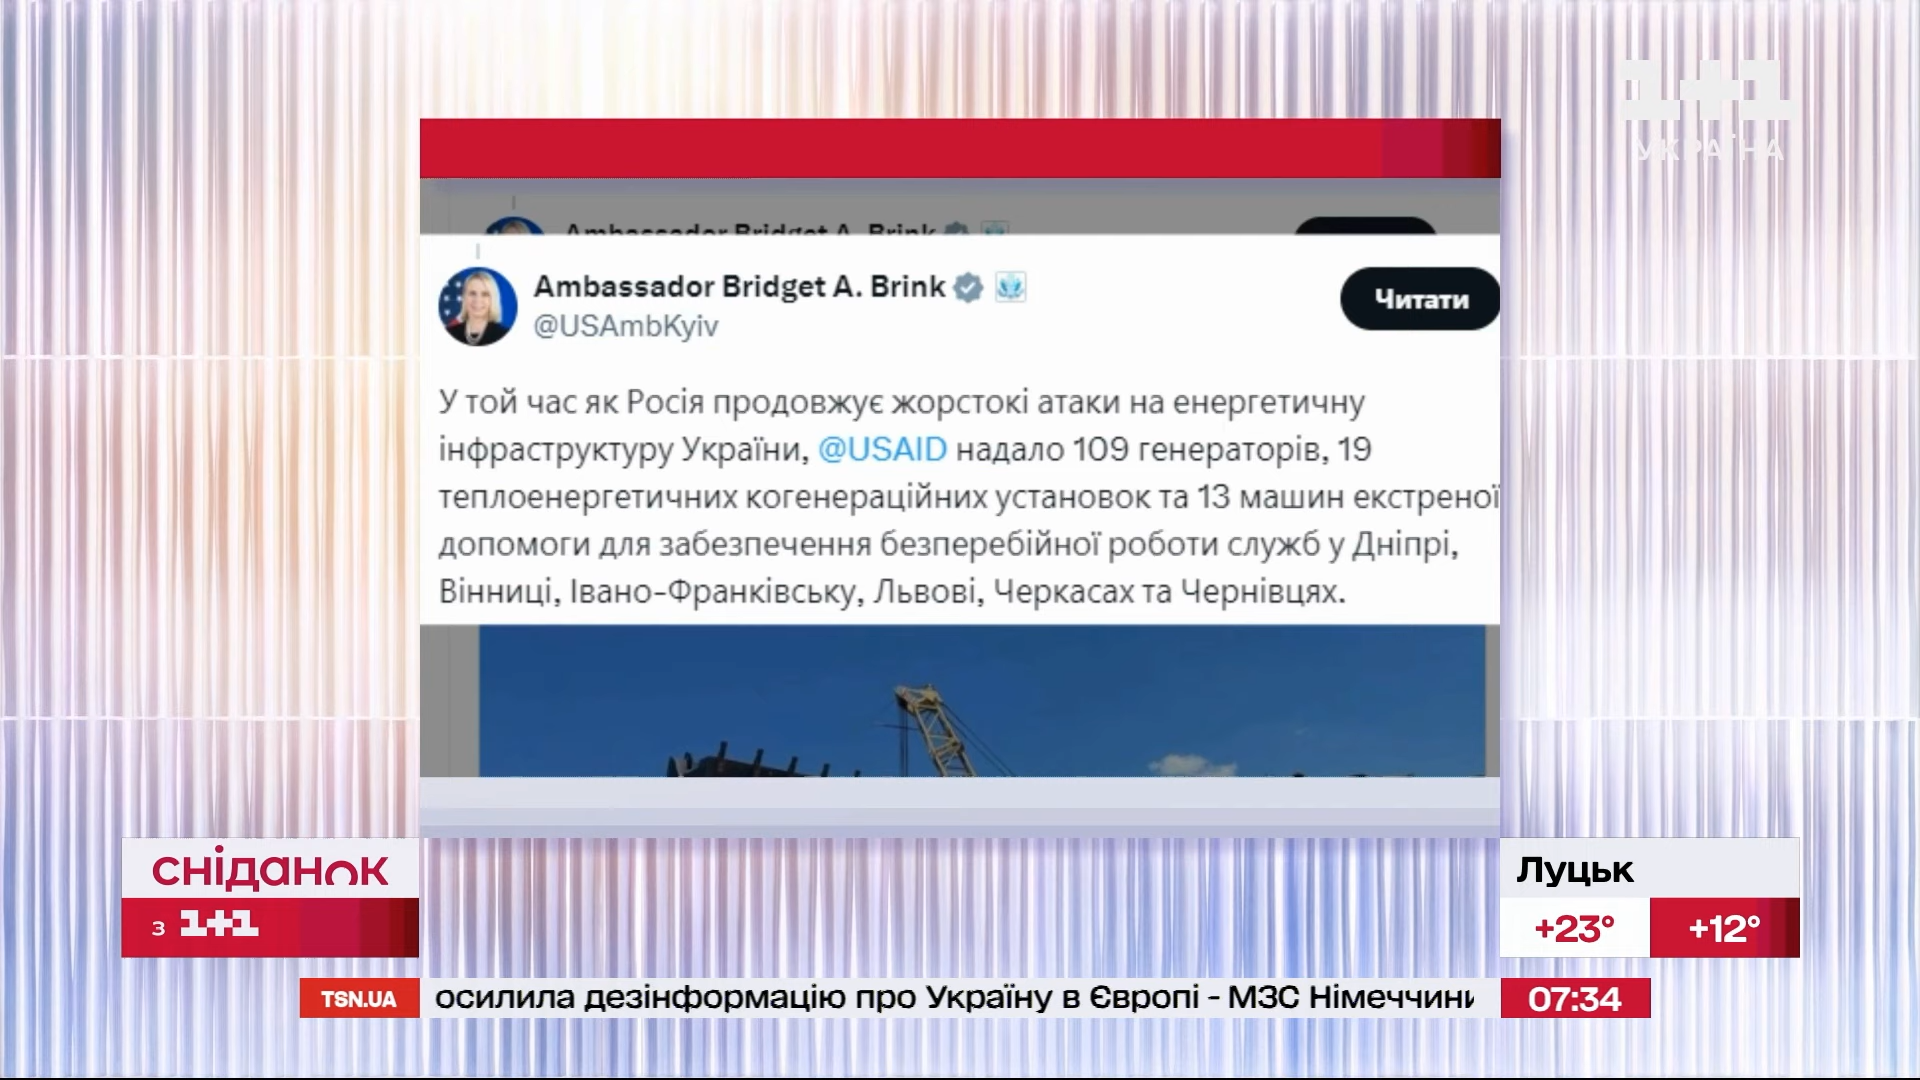 1+1
УКРАЇНА
Ambassador Bridget A. Brink
Ambassador Bridget A. Brink
@USAmbKyiv
Читати
У той час як Росія продовжує жорстокі атаки на енергетичну
інфраструктуру України, @USAID надало 109 генераторів, 19
теплоенергетичних когенераційних установок та 13 машин екстреної
допомоги для забезпечення безперебійної роботи служб у Дніпрі,
Вінниці, Івано-Франківську, Львові, Черкасах та Чернівцях.
СНІДАНОК
З 1+1
Луцьк
+23° +12°
TSN.UA осилила дезінформацію про Україну в Європі - МЗС Німеччини 07:34